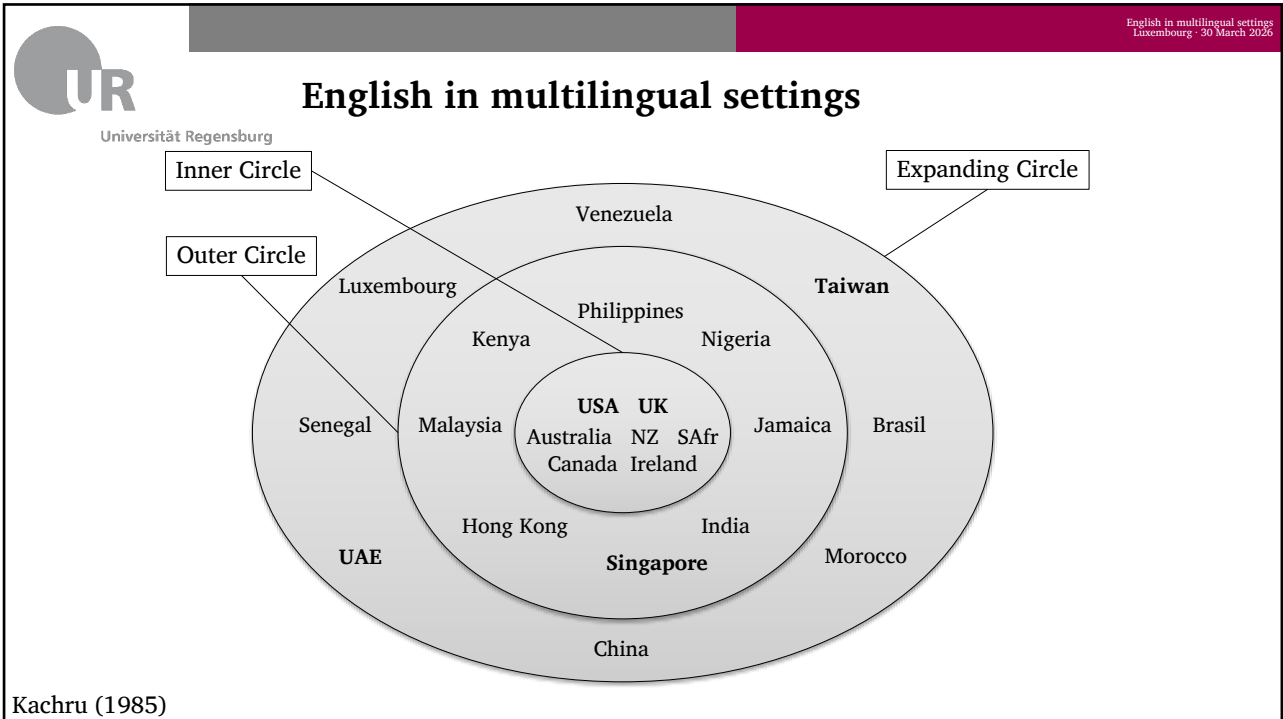 English in multilingual settings
Luxembourg · 30 March 2026
UR
English in multilingual settings
Universität Regensburg
Inner Circle
Expanding Circle
Venezuela
Outer Circle
Luxembourg
Taiwan
Philippines
Kenya
Nigeria
USA UK
Senegal
Malaysia
Australia NZ SAfr
Jamaica
Brasil
Canada Ireland
Hong Kong
India
UAE
Singapore
Morocco
China
Kachru (1985)